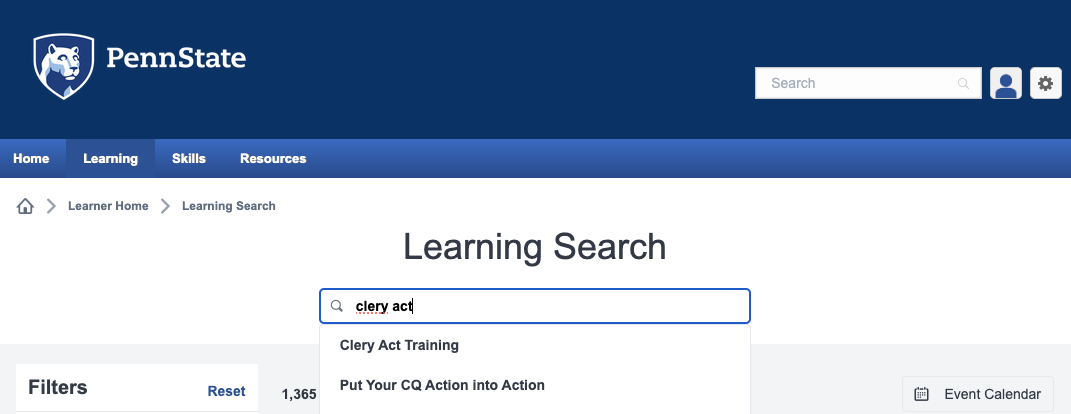 PennState
Search
Home Learning Skills Resources
Learner Home Learning Search
Learning Search
clery act
Clery Act Training
Put Your CQ Action into Action
Filters Reset
1,365
Event Calendar